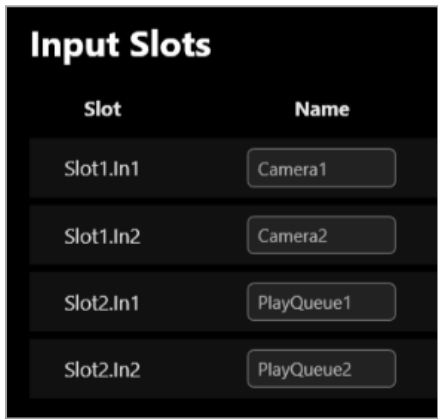 Input Slots
Slot Name
Slot1.In1 Camera1
Slot1.In2 Camera2
Slot2.In1 PlayQueue1
Slot2.In2 PlayQueue2